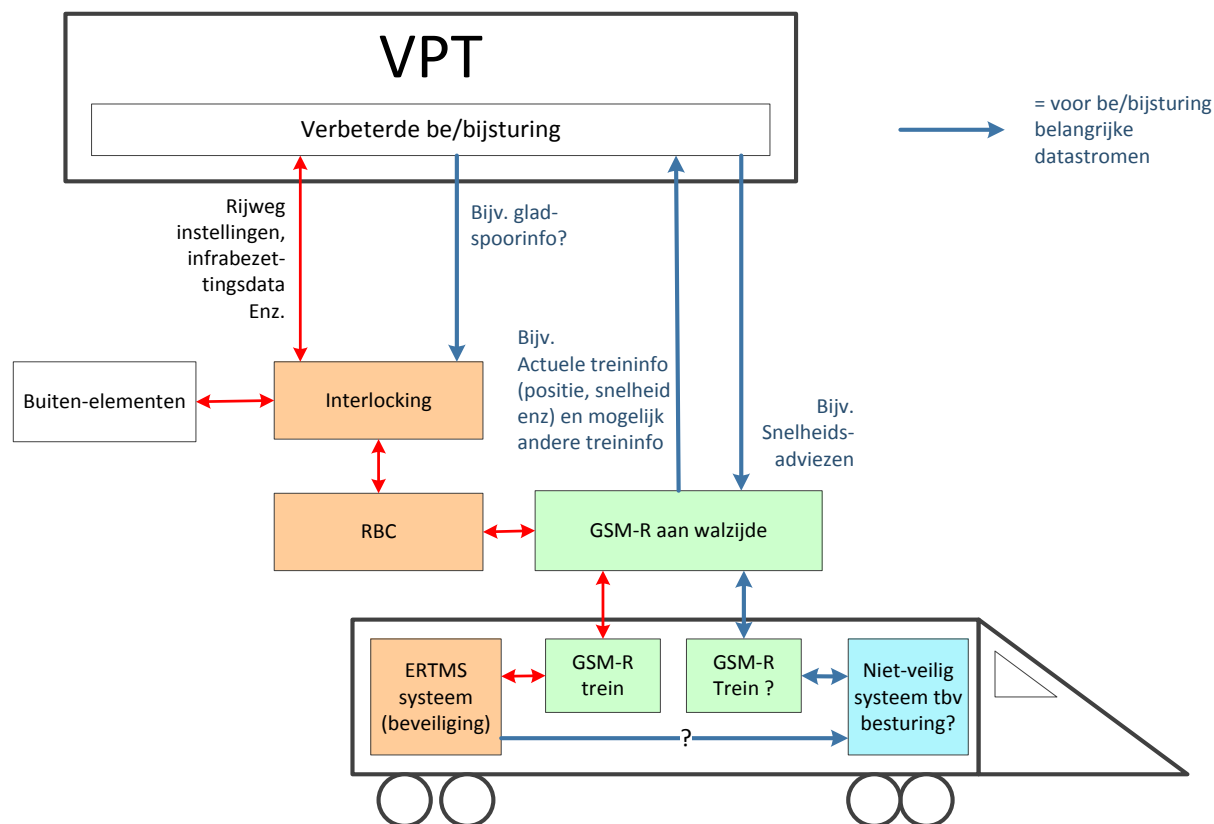 VPT
Verbeterde be/bijsturing
= voor be/bijsturing
belangrijke
datastromen
Rijweg
instellingen,
infrabezet-
tingsdata
Enz.
Bijv. glad-
spoorinfo?
Bijv.
Actuele treininfo
(positie, snelheid
enz) en mogelijk
andere treininfo
Bijv.
Snelheids-
adviezen
Buiten-elementen
Interlocking
RBC
GSM-R aan walzijde
ERTMS
systeem
(beveiliging)
GSM-R
trein
GSM-R
Trein ?
Niet-veilig
systeem tbv
besturing?
?